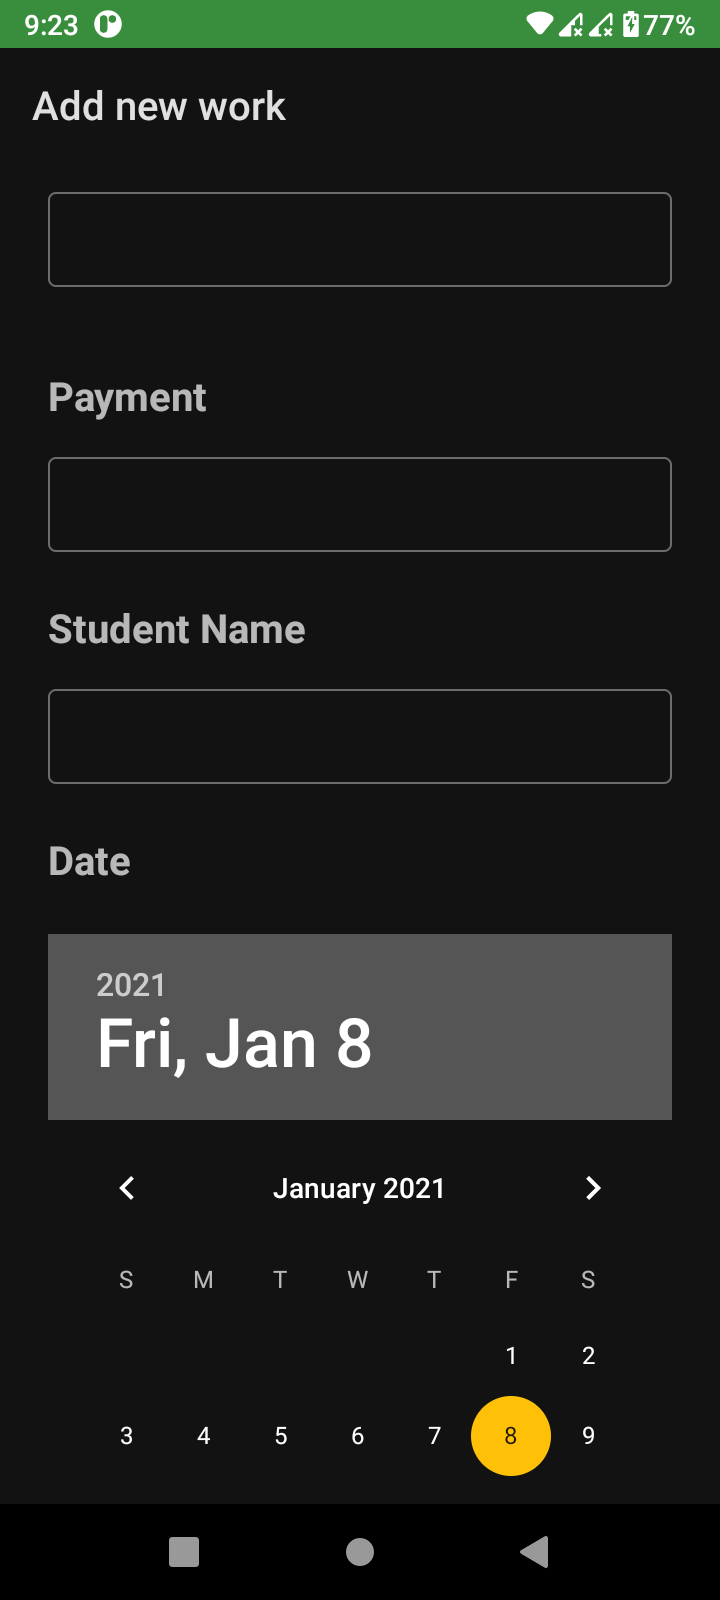 9:23 77%
Add new work
Payment
Student Name
Date
2021
Fri, Jan 8
January 2021
S M T W T F S
1 2
3 4 5 6 7 8 9